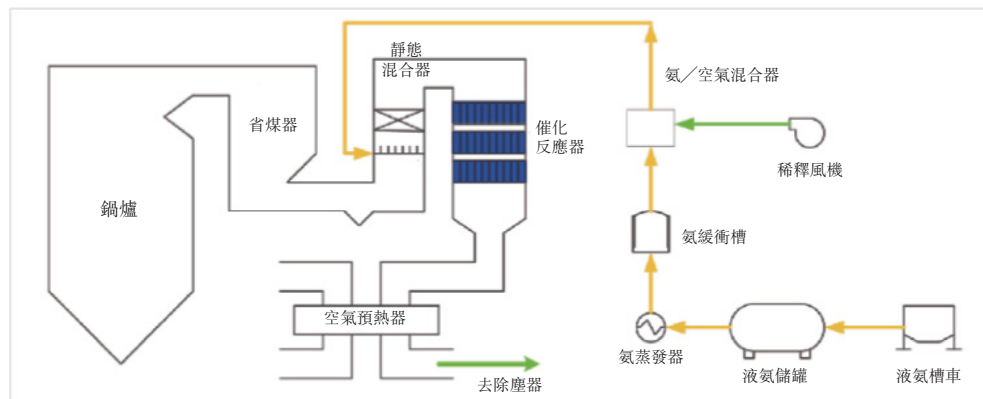 靜態
混合器
氨／空氣混合器
省煤器
催化
反應器
稀釋風機
鍋爐
氨緩衝槽
空氣預熱器
氨蒸發器
液氨儲罐
液氨槽車
去除塵器